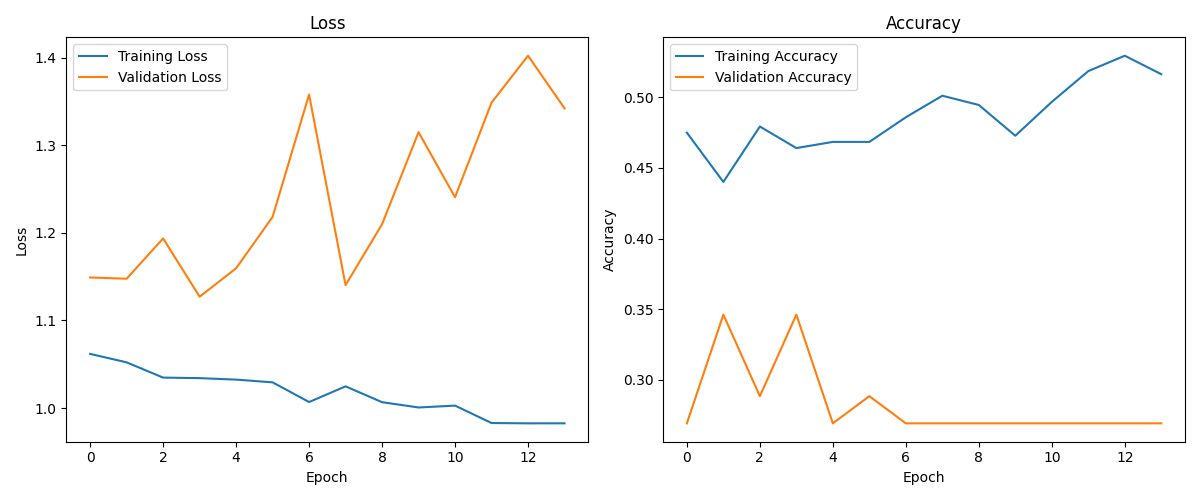 Loss
Training Loss
Validation Loss
1.4
1.3
1.2
1.1
1.0
Loss
0 2 4 6 8 10 12
Epoch
Accuracy
Training Accuracy
Validation Accuracy
0.50
0.45
0.40
0.35
0.30
Accuracy
0 2 4 6 8 10 12
Epoch